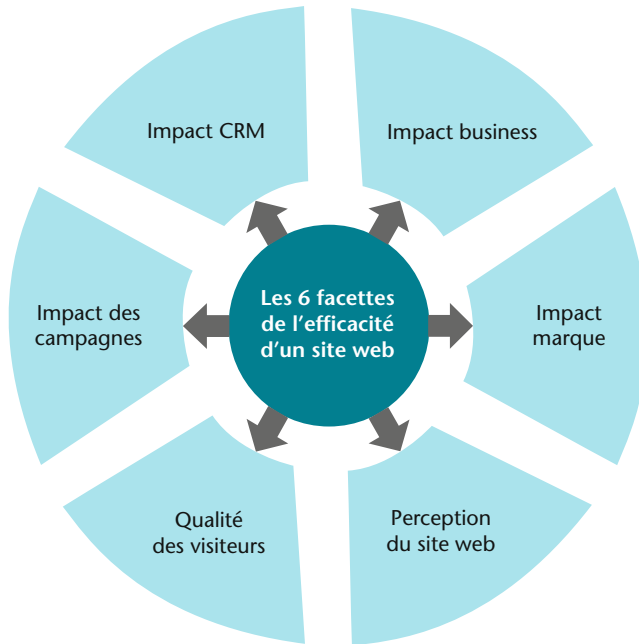 Impact CRM
Impact business
Les 6 facettes
de l’efficacité
d’un site web
Impact des
campagnes
Impact
marque
Qualité
des visiteurs
Perception
du site web